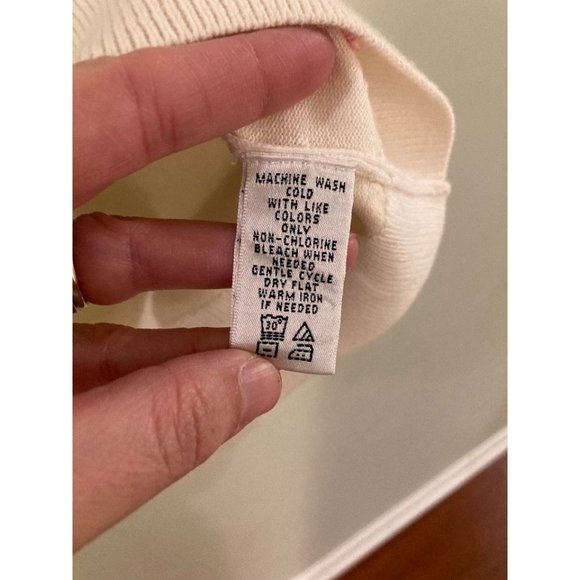 MACHINE WASH
COLD
WITH LIKE
COLORS
ONLY
NON-CHLORINE
BLEACH WHEN
NEEDED
GENTLE CYCLE
DRY FLAT
WARM IRON
IF NEEDED
30°